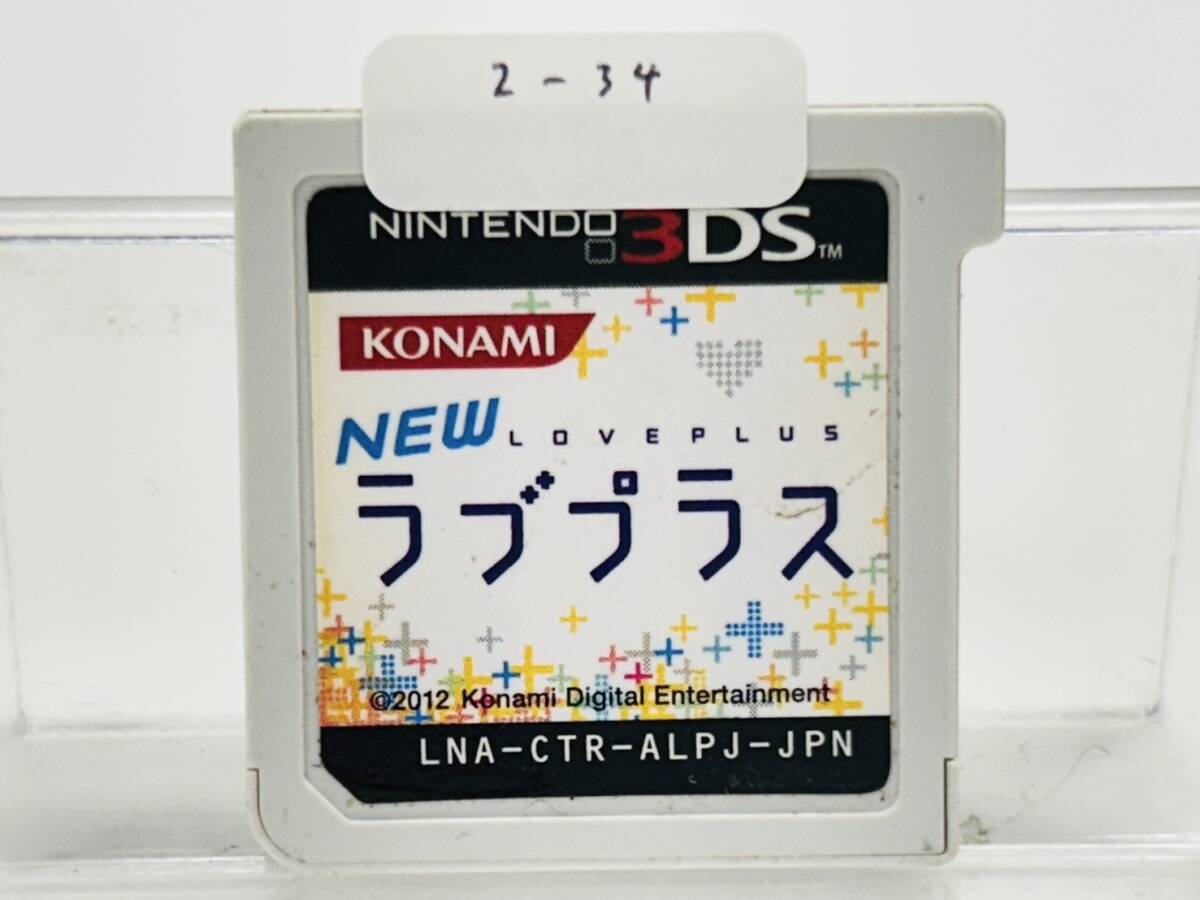 2-34
NINTENDO 3DS™
KONAMI
NEW LOVEPLUS
ラブプラス
©2012 Konami Digital Entertainment
LNA-CTR-ALPJ-JPN